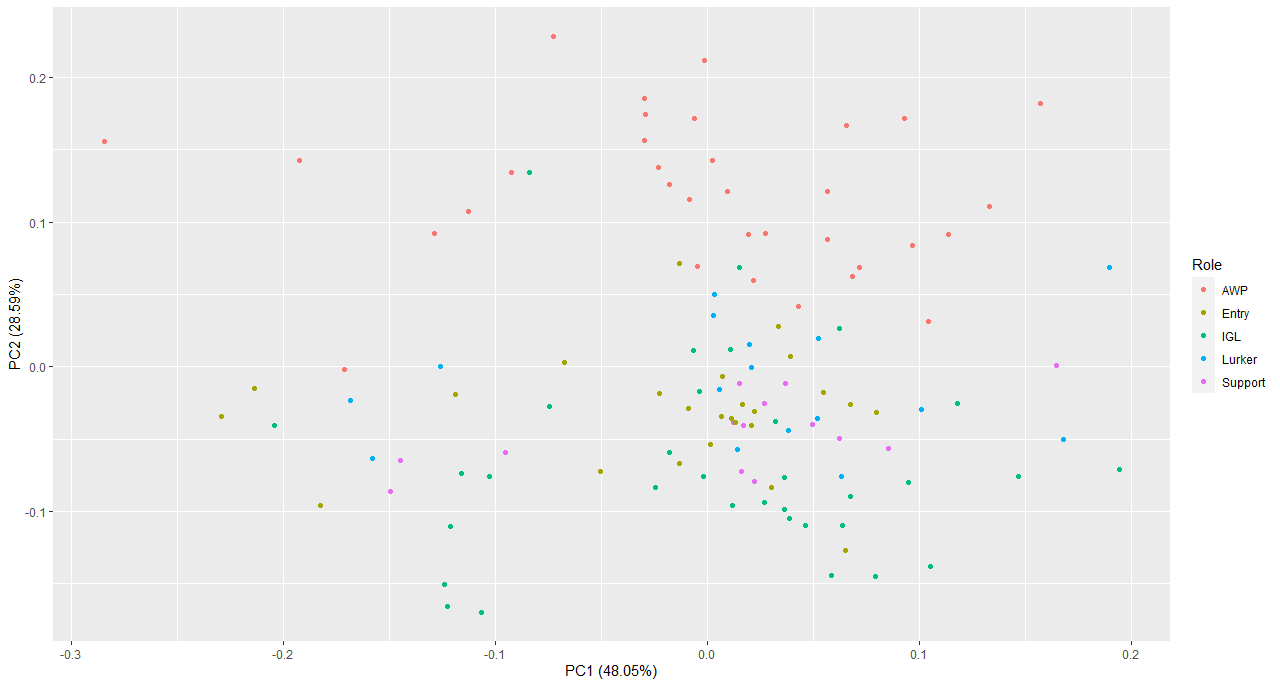 0.2
0.1
0.0
-0.1
PC2 (28.59%)
-0.3
-0.2
-0.1
0.0
0.1
0.2
PC1 (48.05%)
Role
AWP
Entry
IGL
Lurker
Support